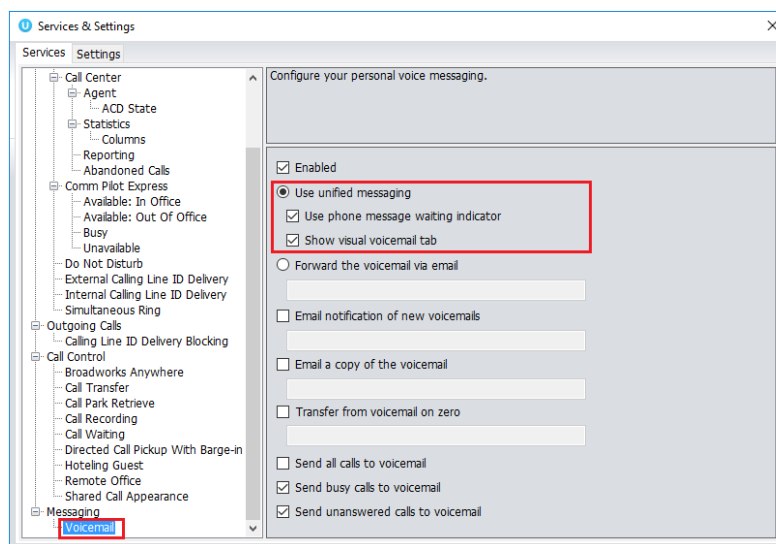 Services & Settings
Services Settings
Call Center
Agent
ACD State
Statistics
Columns
Reporting
Abandoned Calls
Comm Pilot Express
Available: In Office
Available: Out Of Office
Busy
Unavailable
Do Not Disturb
External Calling Line ID Delivery
Internal Calling Line ID Delivery
Simultaneous Ring
Outgoing Calls
Calling Line ID Delivery Blocking
Call Control
Broadworks Anywhere
Call Transfer
Call Park Retrieve
Call Recording
Call Waiting
Directed Call Pickup With Barge-in
Hoteling Guest
Remote Office
Shared Call Appearance
Messaging
Voicemail
Configure your personal voice messaging.
Enabled
Use unified messaging
Use phone message waiting indicator
Show visual voicemail tab
Forward the voicemail via email
Email notification of new voicemails
Email a copy of the voicemail
Transfer from voicemail on zero
Send all calls to voicemail
Send busy calls to voicemail
Send unanswered calls to voicemail